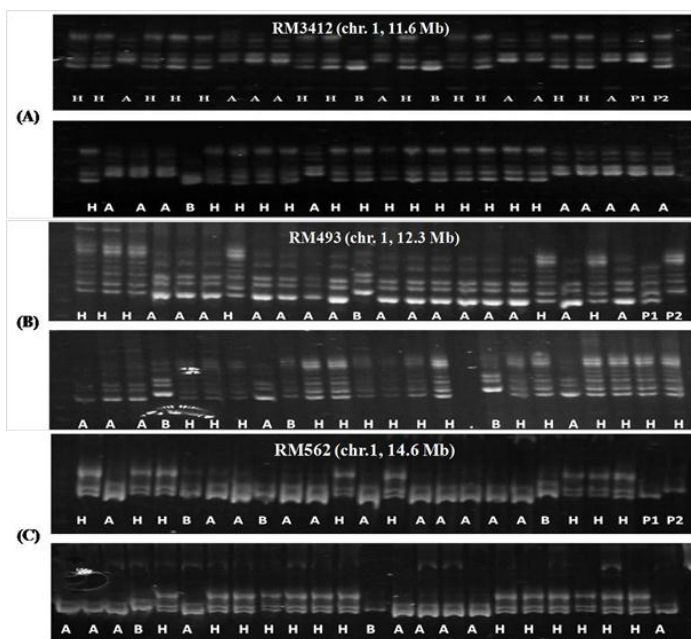 RM3412 (chr. 1, 11.6 Mb)
H H A H H H A A A H H B A H B H H A A H H A P1 P2
(A)
H A A A B H H H H A H H H H H H H H A A A A A
RM493 (chr. 1, 12.3 Mb)
H H H A A A H A A A A B A A A A A A H A H A P1 P2
(B)
A A A B H H H A B H H H H H H . B H H H H H H H
RM562 (chr.1, 14.6 Mb)
H A H H B A A B A A H A H A A A A A B H H H P1 P2
(C)
A A A B H A H H H H H H B A A A A H H H H H H A